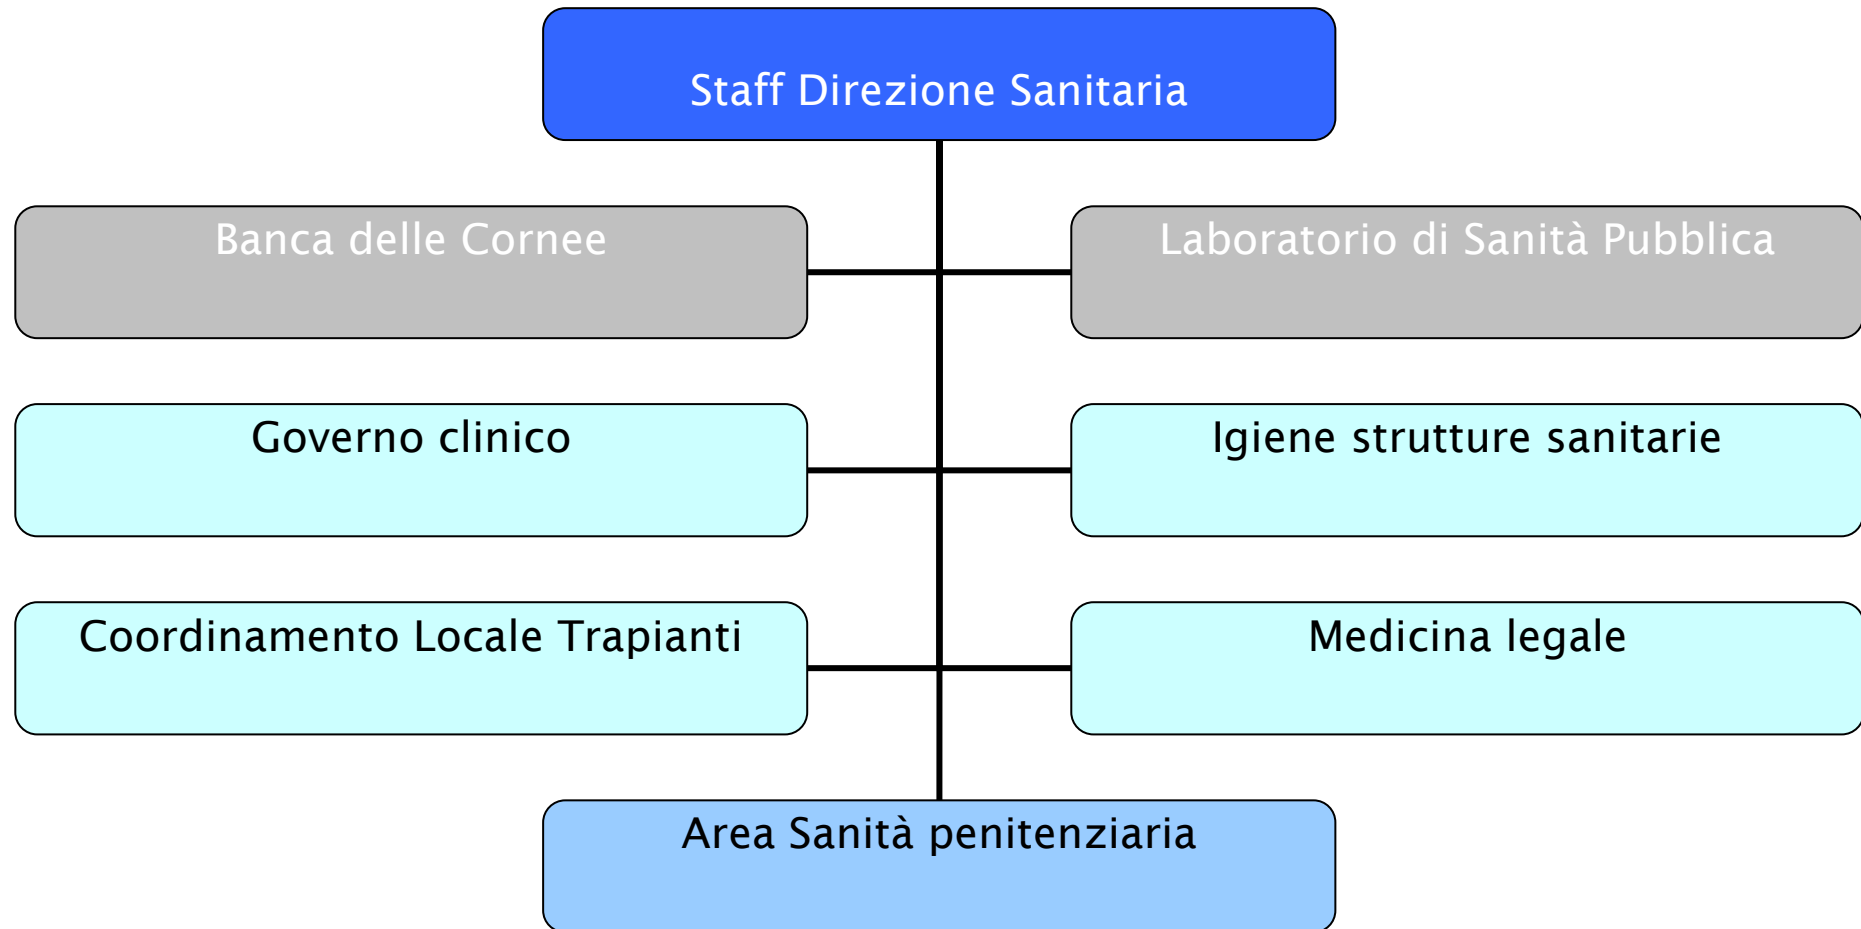 Staff Direzione Sanitaria
Banca delle Cornee
Laboratorio di Sanità Pubblica
Governo clinico
Igiene strutture sanitarie
Coordinamento Locale Trapianti
Medicina legale
Area Sanità penitenziaria